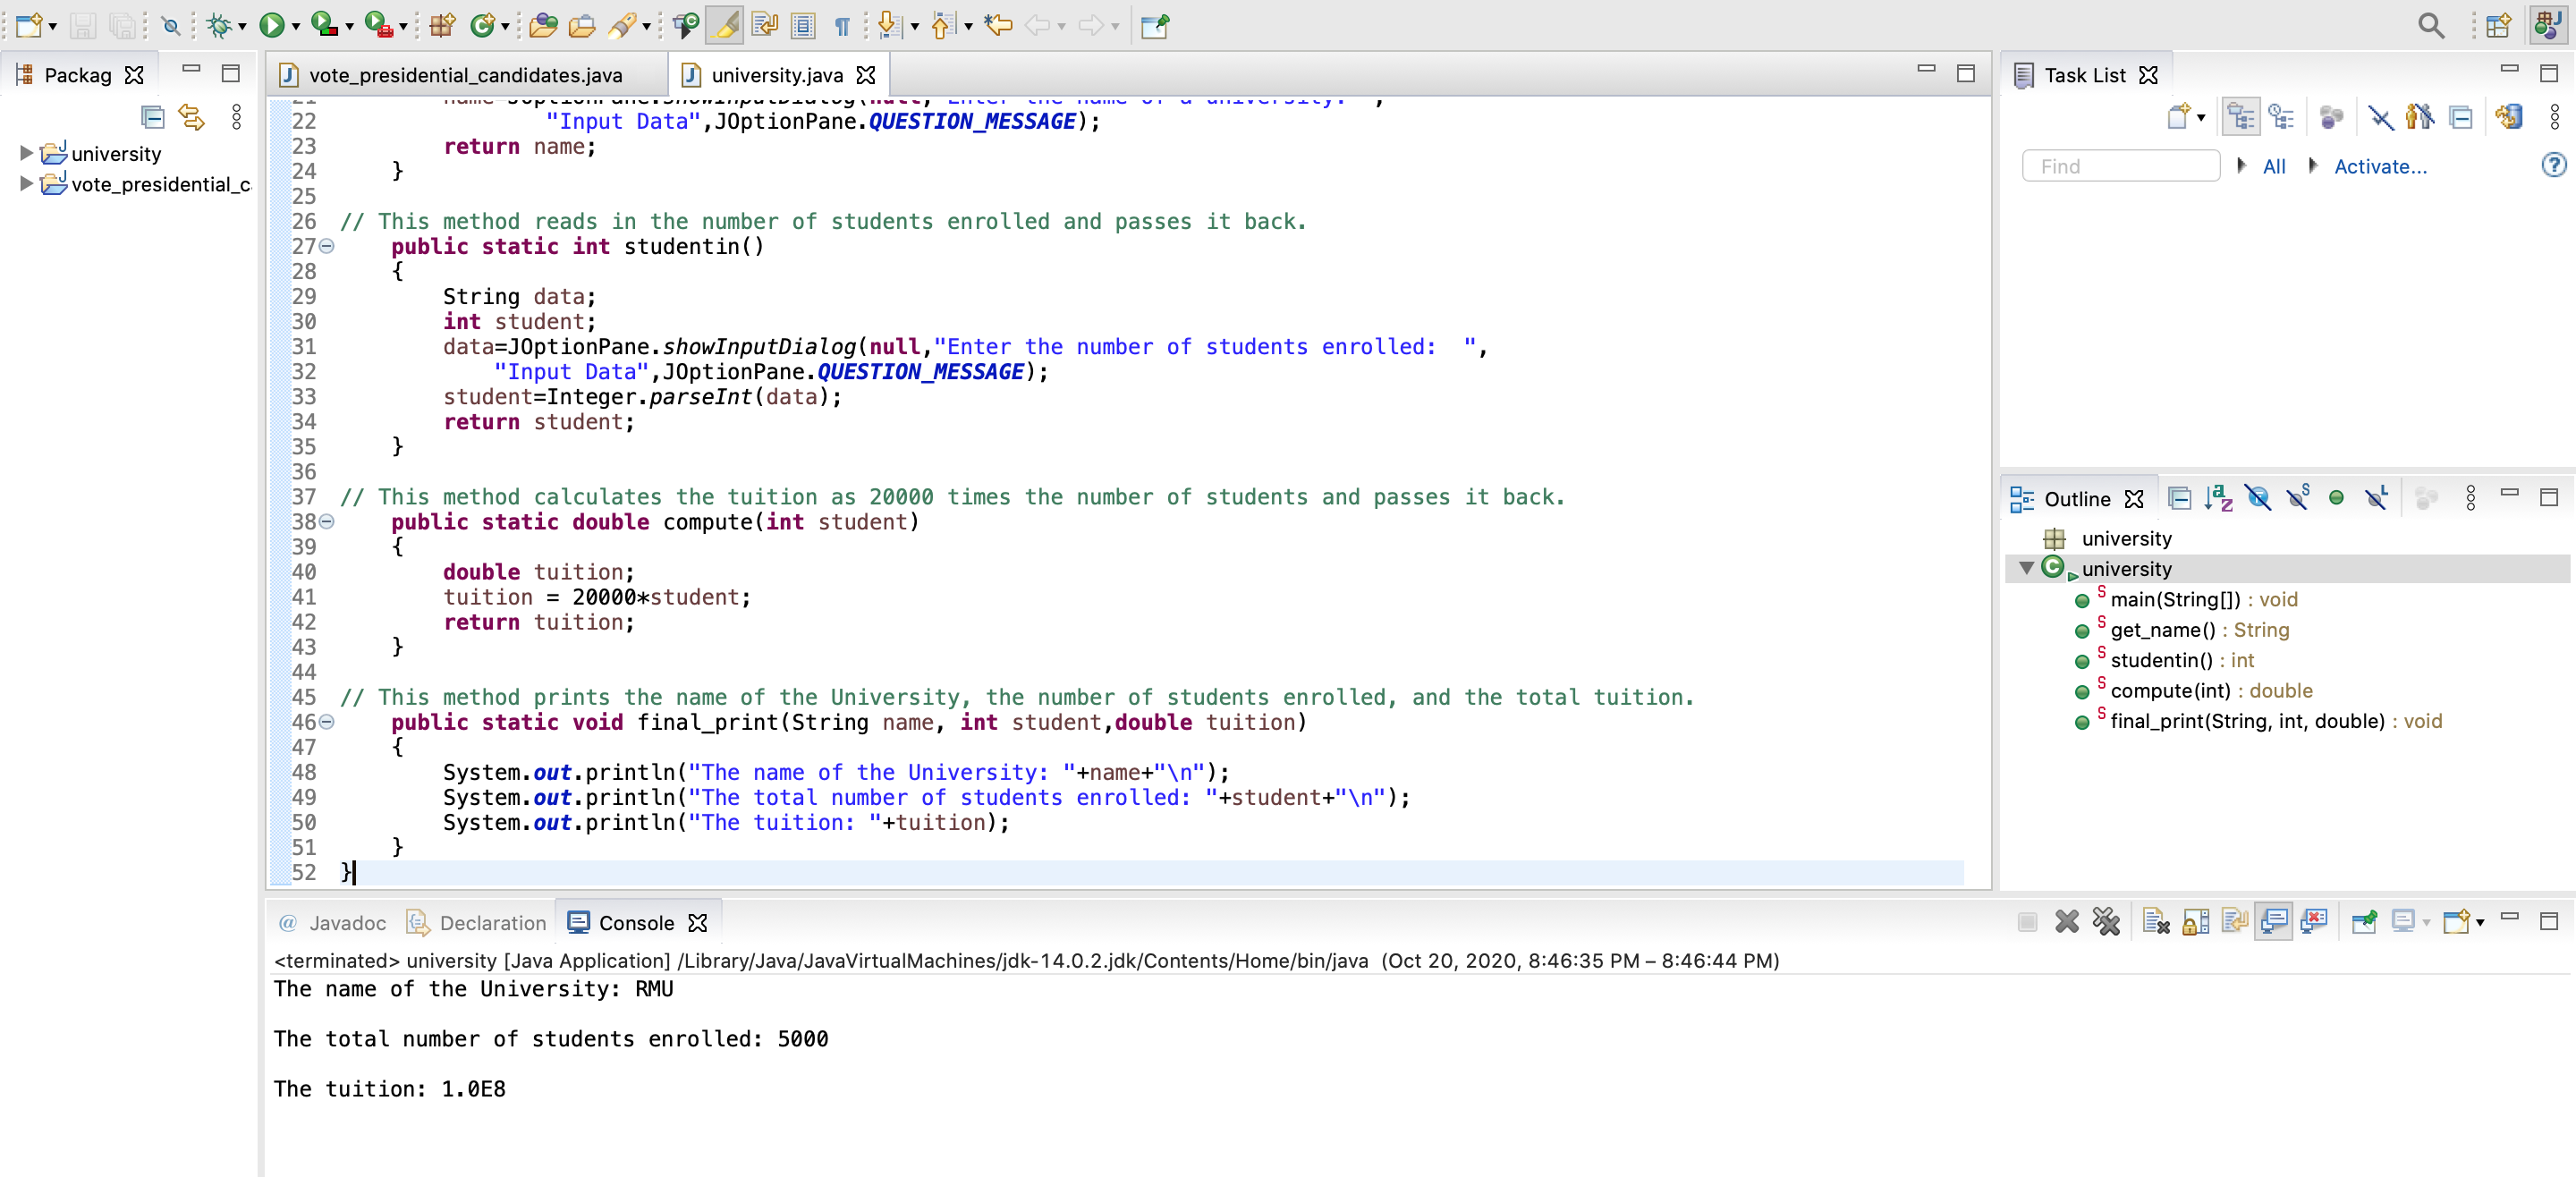 Packag
university
vote_presidential_c
vote_presidential_candidates.java
university.java
21 name=JOptionPane.showInputDialog(null,"Enter the name of a university: ",
22 "Input Data",JOptionPane.QUESTION_MESSAGE);
23 return name;
24 }
25
26 // This method reads in the number of students enrolled and passes it back.
27 public static int studentin()
28 {
29 String data;
30 int student;
31 data=JOptionPane.showInputDialog(null,"Enter the number of students enrolled:  ",
32 "Input Data",JOptionPane.QUESTION_MESSAGE);
33 student=Integer.parseInt(data);
34 return student;
35 }
36
37 // This method calculates the tuition as 20000 times the number of students and passes it back.
38 public static double compute(int student)
39 {
40 double tuition;
41 tuition = 20000*student;
42 return tuition;
43 }
44
45 // This method prints the name of the University, the number of students enrolled, and the total tuition.
46 public static void final_print(String name, int student,double tuition)
47 {
48 System.out.println("The name of the University: "+name+"\n");
49 System.out.println("The total number of students enrolled: "+student+"\n");
50 System.out.println("The tuition: "+tuition);
51 }
52 }
Task List
Find
All
Activate...
Outline
university
university
main(String[]) : void
get_name() : String
studentin() : int
compute(int) : double
final_print(String, int, double) : void
@ Javadoc
Declaration
Console
<terminated> university [Java Application] /Library/Java/JavaVirtualMachines/jdk-14.0.2.jdk/Contents/Home/bin/java (Oct 20, 2020, 8:46:35 PM – 8:46:44 PM)
The name of the University: RMU
The total number of students enrolled: 5000
The tuition: 1.0E8